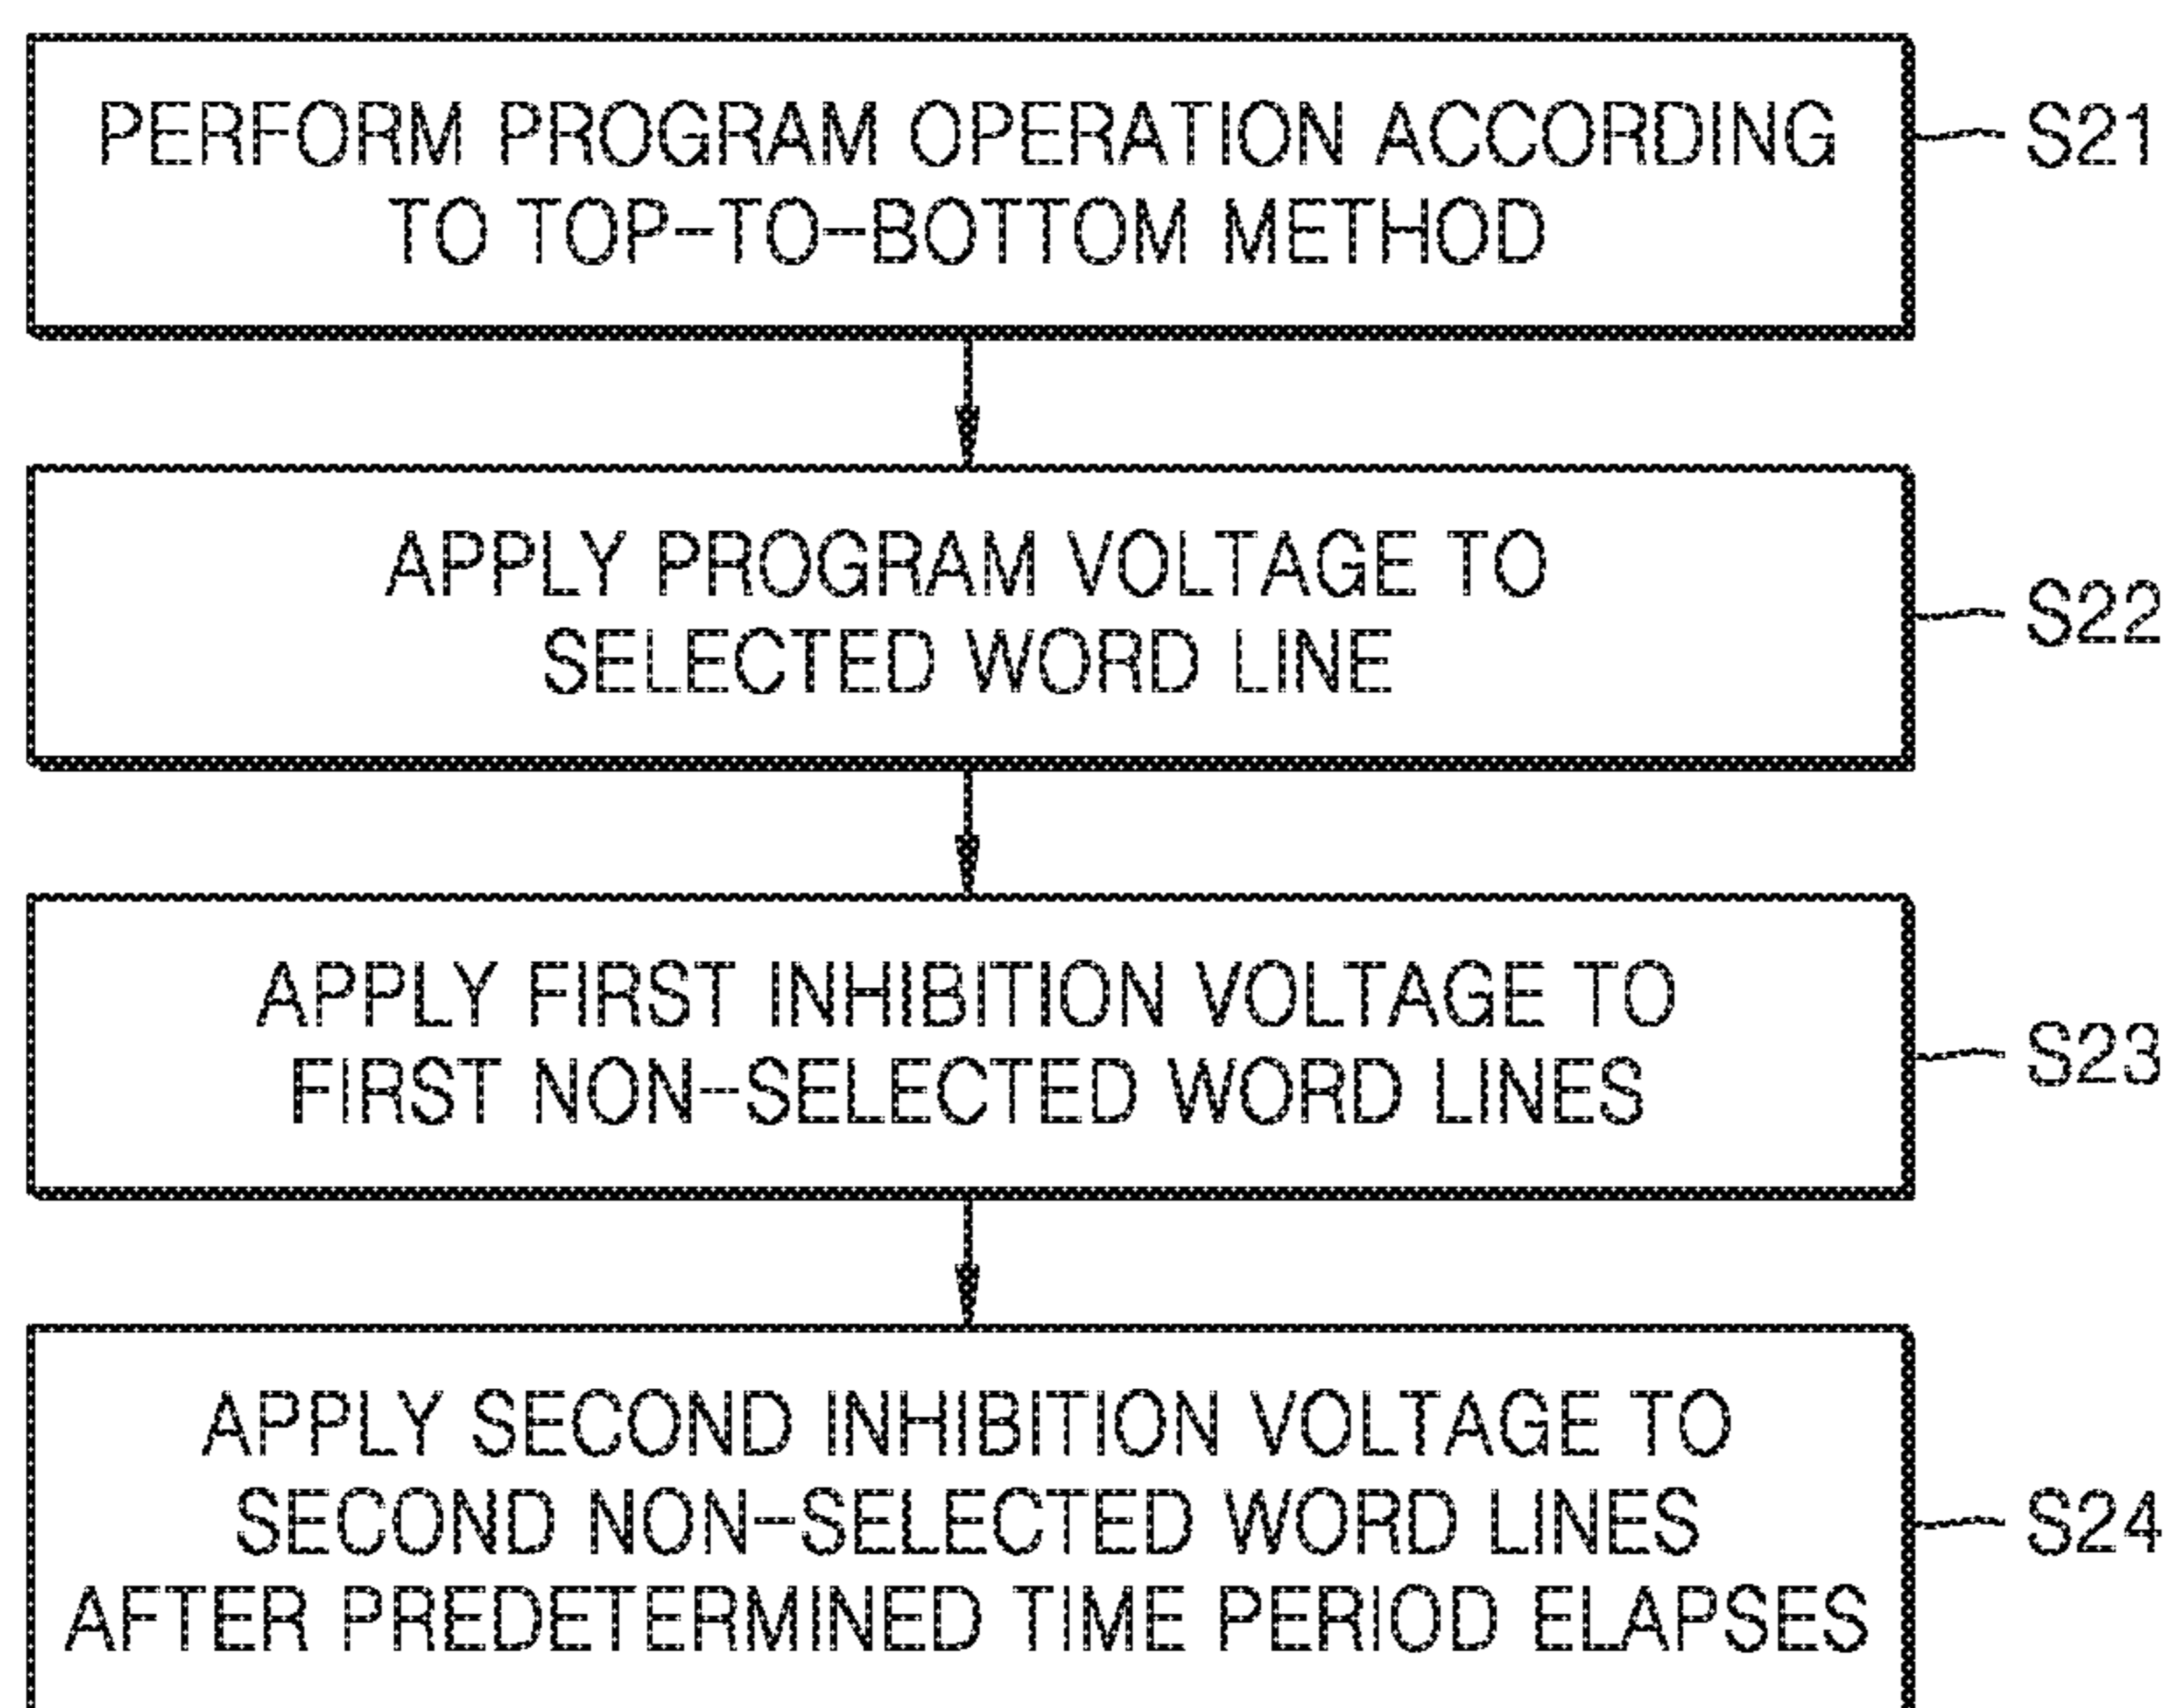 PERFORM PROGRAM OPERATION ACCORDING
TO TOP-TO-BOTTOM METHOD
S21
APPLY PROGRAM VOLTAGE TO
SELECTED WORD LINE
S22
APPLY FIRST INHIBITION VOLTAGE TO
FIRST NON-SELECTED WORD LINES
S23
APPLY SECOND INHIBITION VOLTAGE TO
SECOND NON-SELECTED WORD LINES
AFTER PREDETERMINED TIME PERIOD ELAPSES
S24